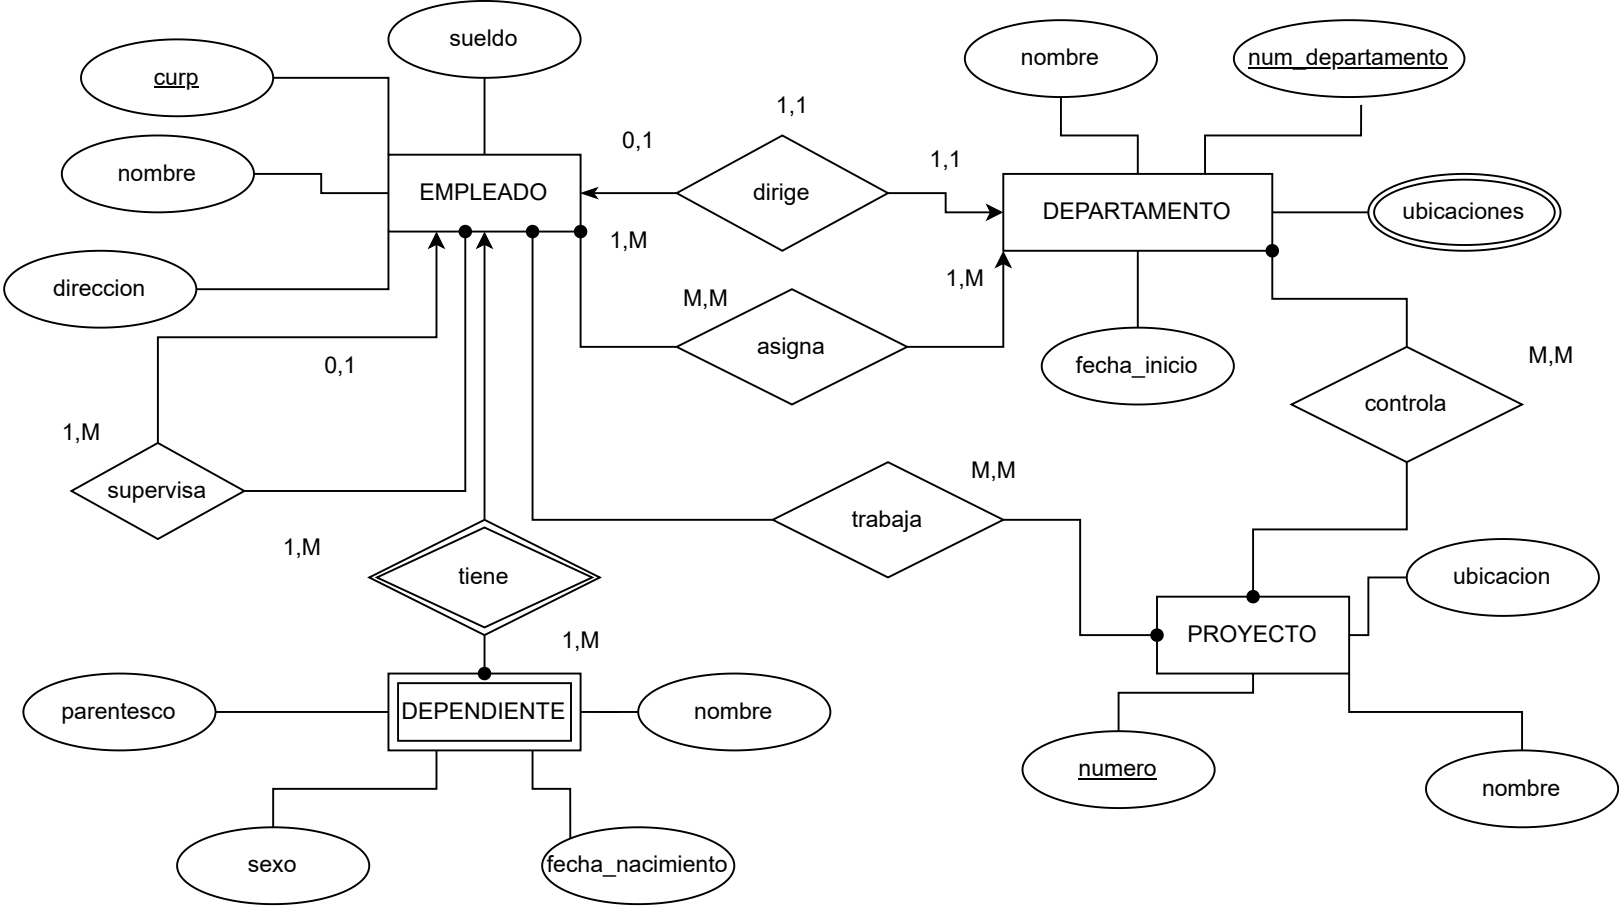 sueldo
nombre
num_departamento
curp
1,1
0,1
1,1
nombre
EMPLEADO
dirige
DEPARTAMENTO
ubicaciones
1,M
1,M
direccion
M,M
asigna
fecha_inicio
M,M
0,1
controla
1,M
supervisa
M,M
trabaja
1,M
tiene
ubicacion
1,M
PROYECTO
parentesco
DEPENDIENTE
nombre
numero
nombre
sexo
fecha_nacimiento